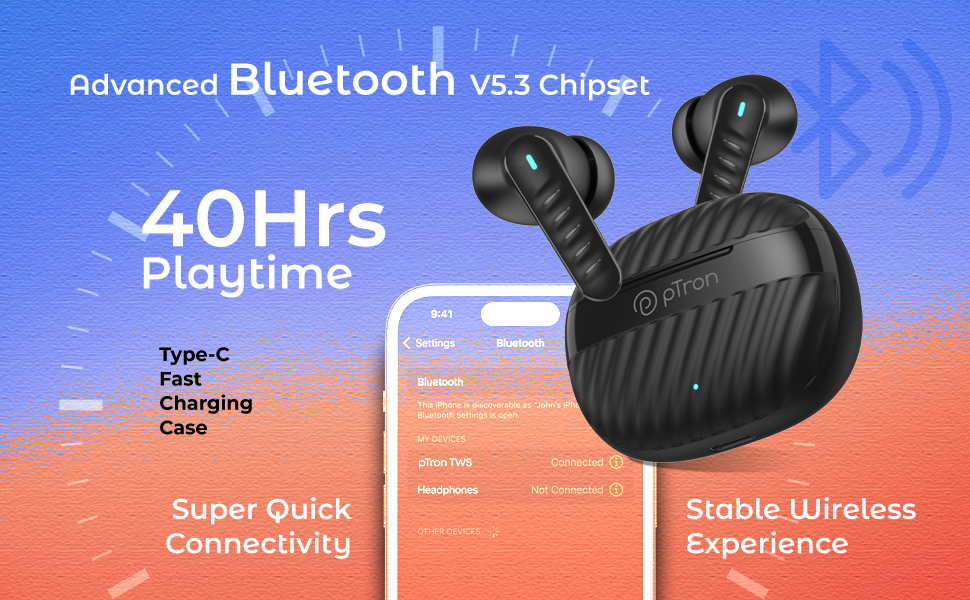 Advanced Bluetooth V5.3 Chipset
40Hrs
Playtime
Type-C
Fast
Charging
Case
pTron
9:41
Settings Bluetooth
Bluetooth
This iPhone is discoverable as "John's
Bluetooth Settings is open.
MY DEVICES
pTron TWS Connected
Headphones Not Connected
OTHER DEVICES
Super Quick
Connectivity
Stable Wireless
Experience